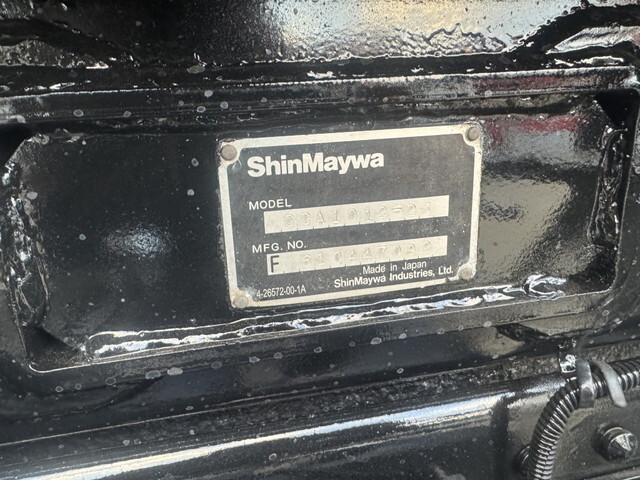 ShinMaywa
MODEL
MFG. NO.
F
Made in Japan
4-26572-00-1A ShinMaywa Industries, Ltd.